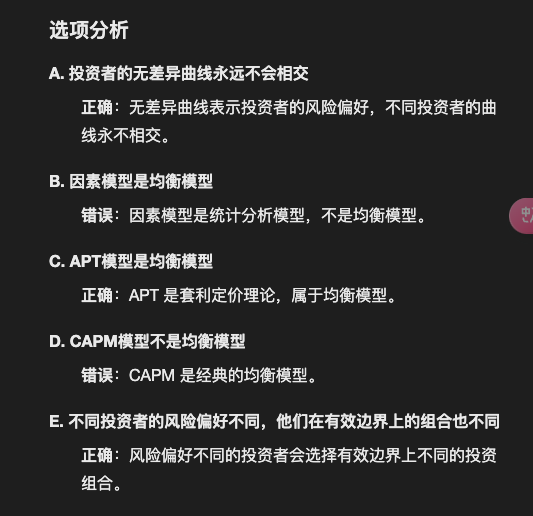 选项分析
A. 投资者的无差异曲线永远不会相交
正确：无差异曲线表示投资者的风险偏好，不同投资者的曲
线永不相交。
B. 因素模型是均衡模型
错误：因素模型是统计分析模型，不是均衡模型。
C. APT模型是均衡模型
正确：APT 是套利定价理论，属于均衡模型。
D. CAPM模型不是均衡模型
错误：CAPM 是经典的均衡模型。
E. 不同投资者的风险偏好不同，他们在有效边界上的组合也不同
正确：风险偏好不同的投资者会选择有效边界上不同的投资
组合。